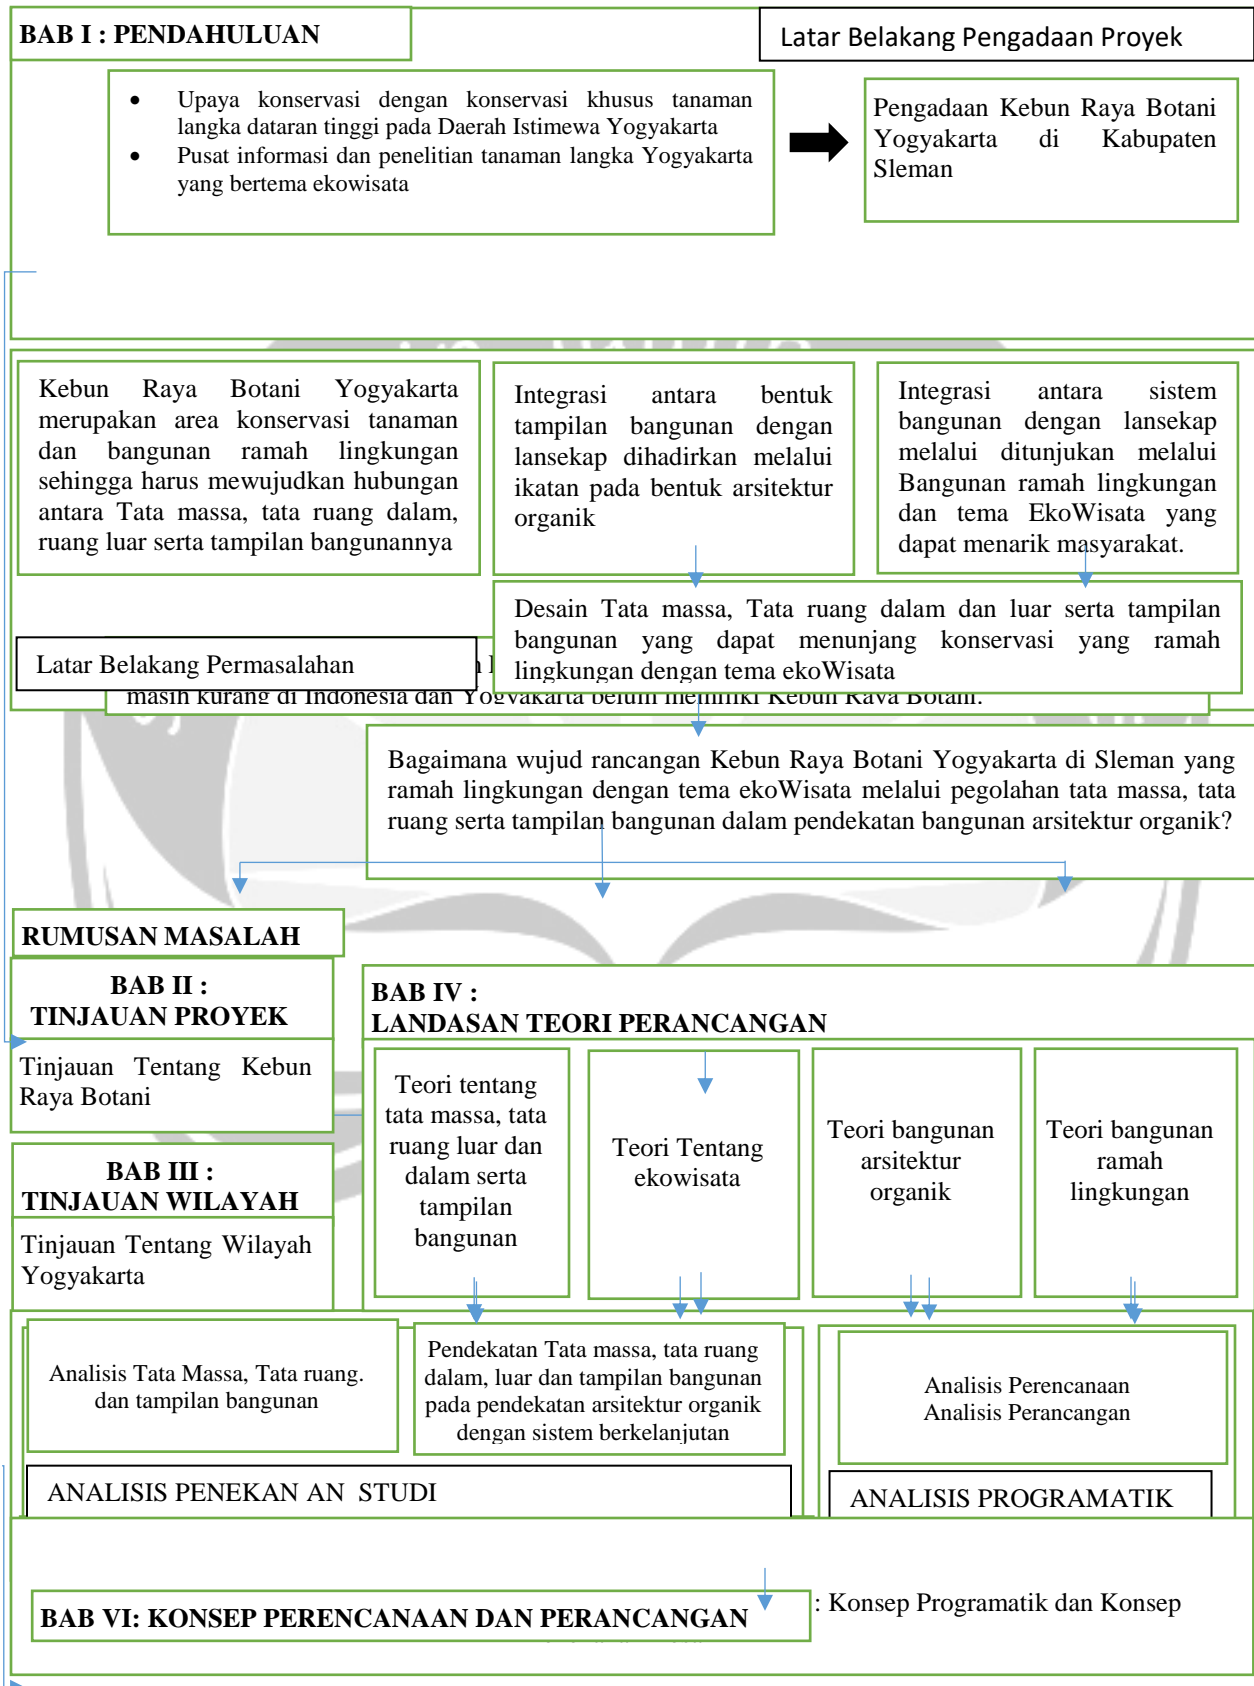 BAB I : PENDAHULUAN
Latar Belakang Pengadaan Proyek
• Upaya konservasi dengan konservasi khusus tanaman
langka dataran tinggi pada Daerah Istimewa Yogyakarta
• Pusat informasi dan penelitian tanaman langka Yogyakarta
yang bertema ekowisata
Pengadaan Kebun Raya Botani
Yogyakarta di Kabupaten
Sleman
Kebun Raya Botani Yogyakarta
merupakan area konservasi tanaman
dan bangunan ramah lingkungan
sehingga harus mewujudkan hubungan
antara Tata massa, tata ruang dalam,
ruang luar serta tampilan bangunannya
Integrasi antara bentuk
tampilan bangunan dengan
lansekap dihadirkan melalui
ikatan pada bentuk arsitektur
organik
Integrasi antara sistem
bangunan dengan lansekap
melalui ditunjukan melalui
Bangunan ramah lingkungan
dan tema EkoWisata yang
dapat menarik masyarakat.
Desain Tata massa, Tata ruang dalam dan luar serta tampilan
bangunan yang dapat menunjang konservasi yang ramah
lingkungan dengan tema ekoWisata
Latar Belakang Permasalahan
masih kurang di Indonesia dan Yogyakarta belum memiliki Kebun Raya Botani.
Bagaimana wujud rancangan Kebun Raya Botani Yogyakarta di Sleman yang
ramah lingkungan dengan tema ekoWisata melalui pegolahan tata massa, tata
ruang serta tampilan bangunan dalam pendekatan bangunan arsitektur organik?
RUMUSAN MASALAH
BAB II :
TINJAUAN PROYEK
Tinjauan Tentang Kebun
Raya Botani
BAB III :
TINJAUAN WILAYAH
Tinjauan Tentang Wilayah
Yogyakarta
BAB IV :
LANDASAN TEORI PERANCANGAN
Teori tentang
tata massa, tata
ruang luar dan
dalam serta
tampilan
bangunan
Teori Tentang
ekowisata
Teori bangunan
arsitektur
organik
Teori bangunan
ramah
lingkungan
Analisis Tata Massa, Tata ruang.
dan tampilan bangunan
Pendekatan Tata massa, tata ruang
dalam, luar dan tampilan bangunan
pada pendekatan arsitektur organik
dengan sistem berkelanjutan
Analisis Perencanaan
Analisis Perancangan
ANALISIS PENEKAN AN STUDI
ANALISIS PROGRAMATIK
BAB VI: KONSEP PERENCANAAN DAN PERANCANGAN
: Konsep Programatik dan Konsep